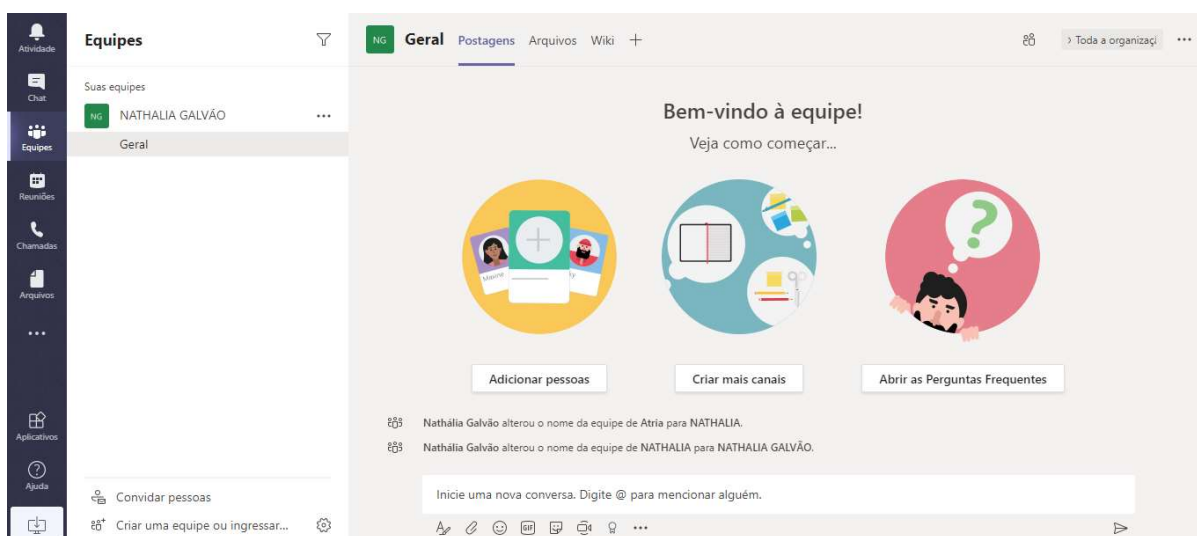 Atividade
Chat
Equipes
Reuniões
Chamadas
Arquivos
Aplicativos
Ajuda
Equipes
Suas equipes
NG NATHALIA GALVÃO
Geral
Convidar pessoas
Criar uma equipe ou ingressar...
NG Geral Postagens Arquivos Wiki +
> Toda a organizaçã
Bem-vindo à equipe!
Veja como começar...
Maxine
Adicionar pessoas
Criar mais canais
Abrir as Perguntas Frequentes
Nathália Galvão alterou o nome da equipe de Atria para NATHALIA.
Nathália Galvão alterou o nome da equipe de NATHALIA para NATHALIA GALVÃO.
Inicie uma nova conversa. Digite @ para mencionar alguém.
GIF